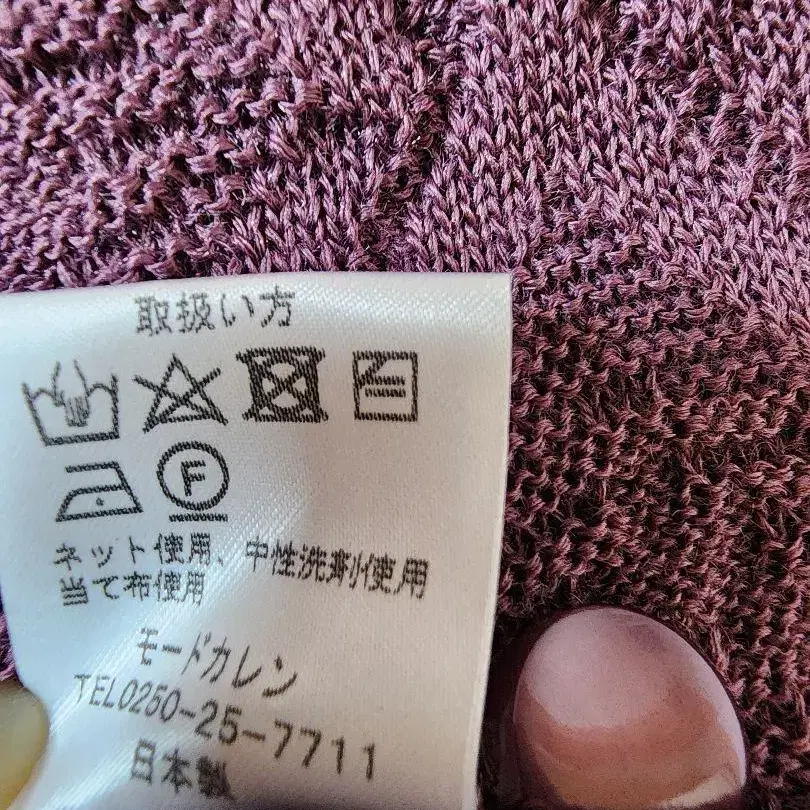 取扱い方
F
ネット使用、中性洗剤使用
当て布使用
モードカレン
TEL0250-25-7711
日本製